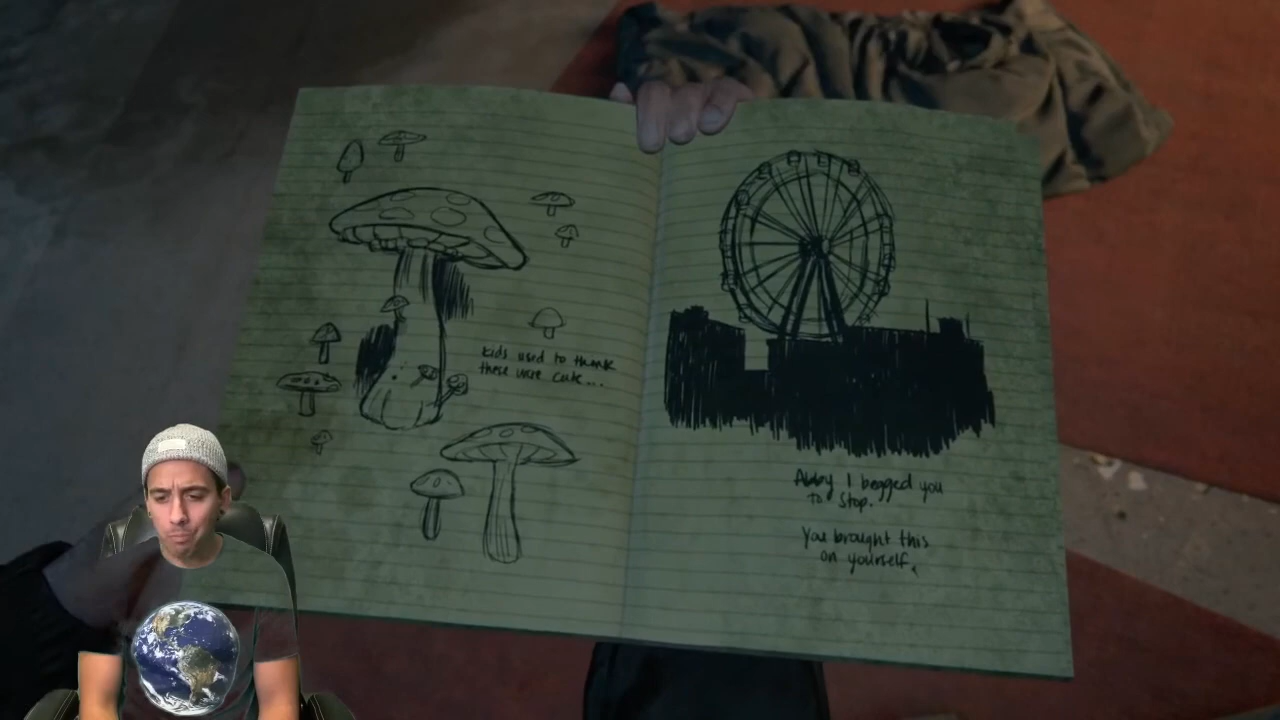 kids used to think
these were cute...
Abby I begged you
to stop.
You brought this
on yourself.